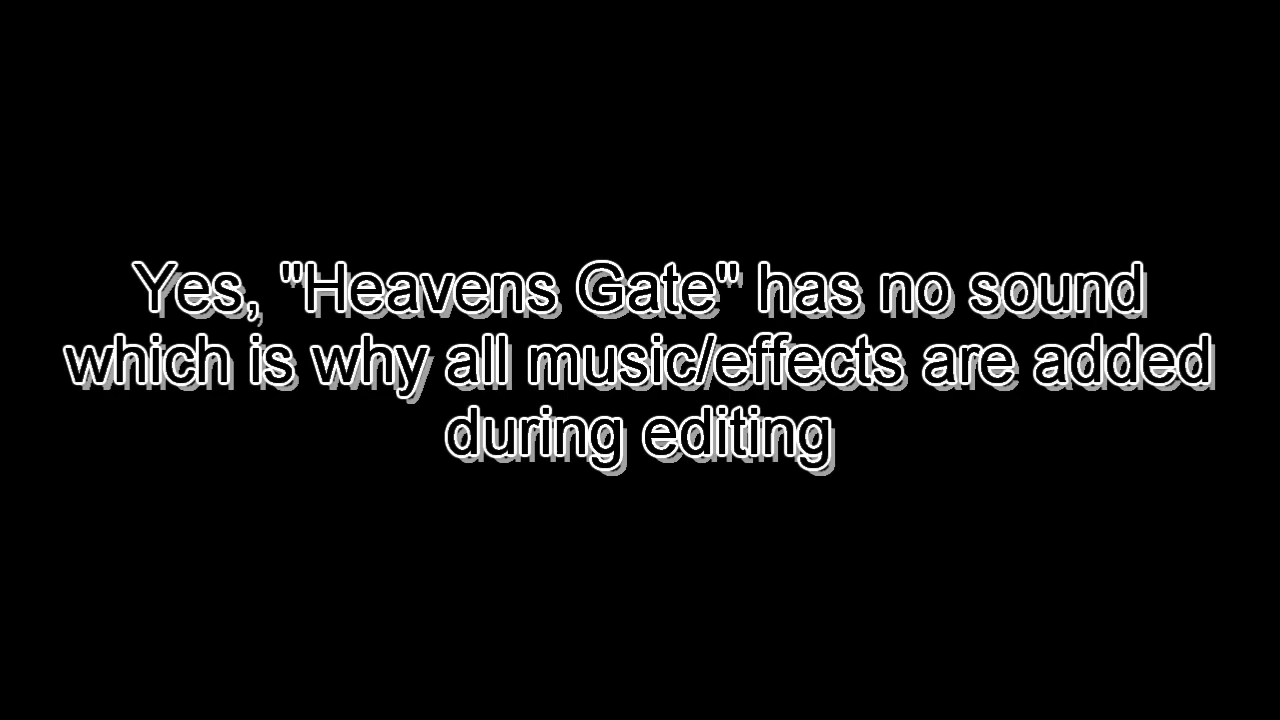 Yes, "Heavens Gate" has no sound
which is why all music/effects are added
during editing